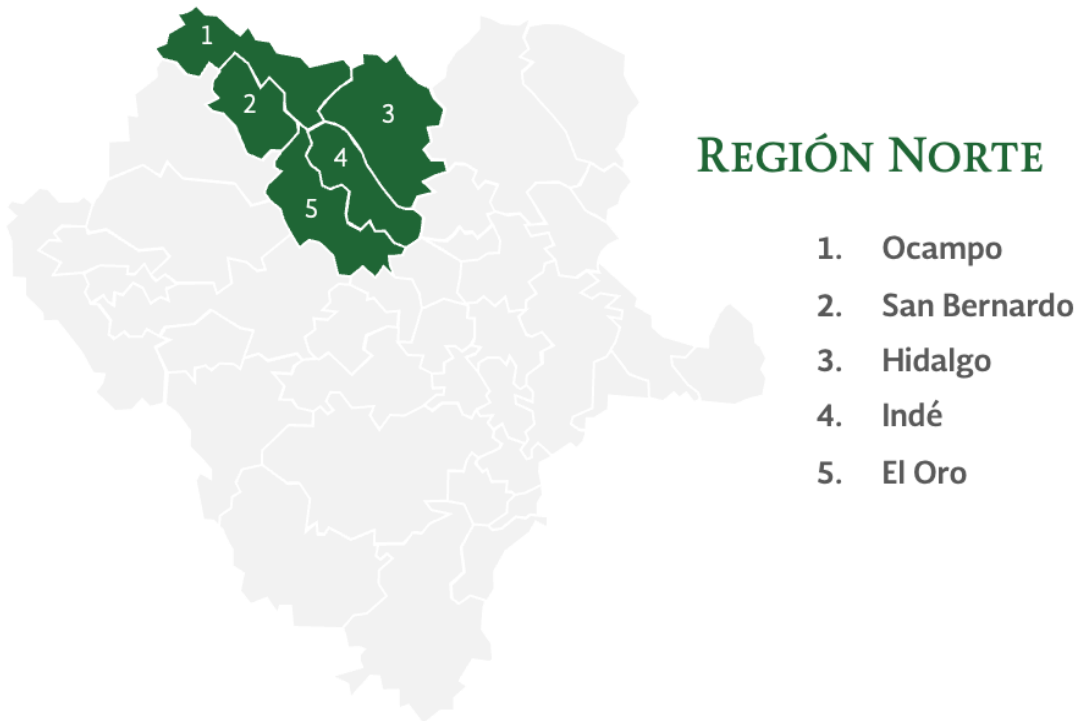 1
2
3
4
5
REGIÓN NORTE
1. Ocampo
2. San Bernardo
3. Hidalgo
4. Indé
5. El Oro